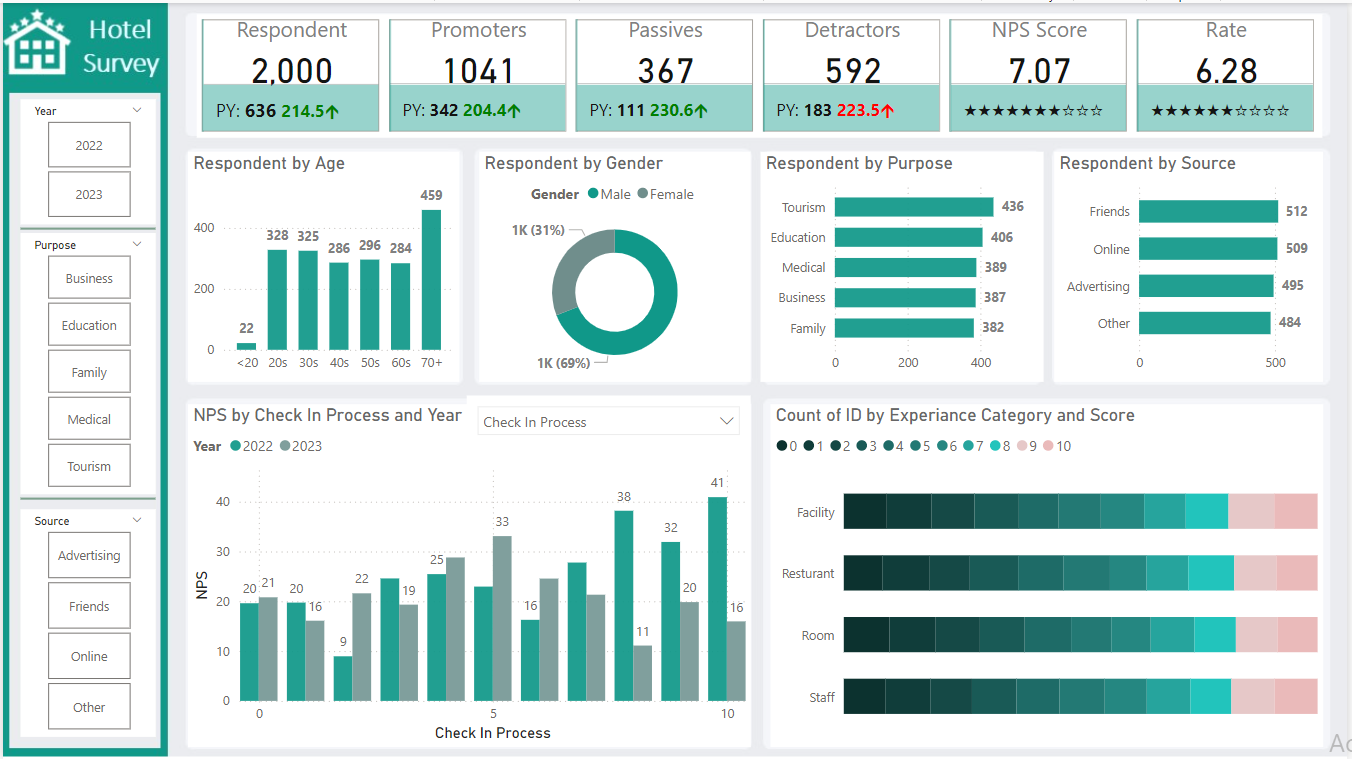 Hotel
Survey
Year
2022
2023
Purpose
Business
Education
Family
Medical
Tourism
Source
Advertising
Friends
Online
Other
Respondent
2,000
PY: 636 214.5↑
Promoters
1041
PY: 342 204.4↑
Passives
367
PY: 111 230.6↑
Detractors
592
PY: 183 223.5↑
NPS Score
7.07
★★★★★★★☆☆☆
Rate
6.28
★★★★★★☆☆☆☆
Respondent by Age
459
400
328 325
286 296 284
200
22
0
<20 20s 30s 40s 50s 60s 70+
Respondent by Gender
Gender Male Female
1K (31%)
1K (69%)
Respondent by Purpose
Tourism 436
Education 406
Medical 389
Business 387
Family 382
0 200 400
Respondent by Source
Friends 512
Online 509
Advertising 495
Other 484
0 500
NPS by Check In Process and Year
Check In Process
Year 2022 2023
NPS
40
30
20
10
0
20 21 20 16 9 22 19 25 33 16 38 11 32 20 41 16
0 5 10
Check In Process
Count of ID by Experiance Category and Score
0 1 2 3 4 5 6 7 8 9 10
Facility
Resturant
Room
Staff